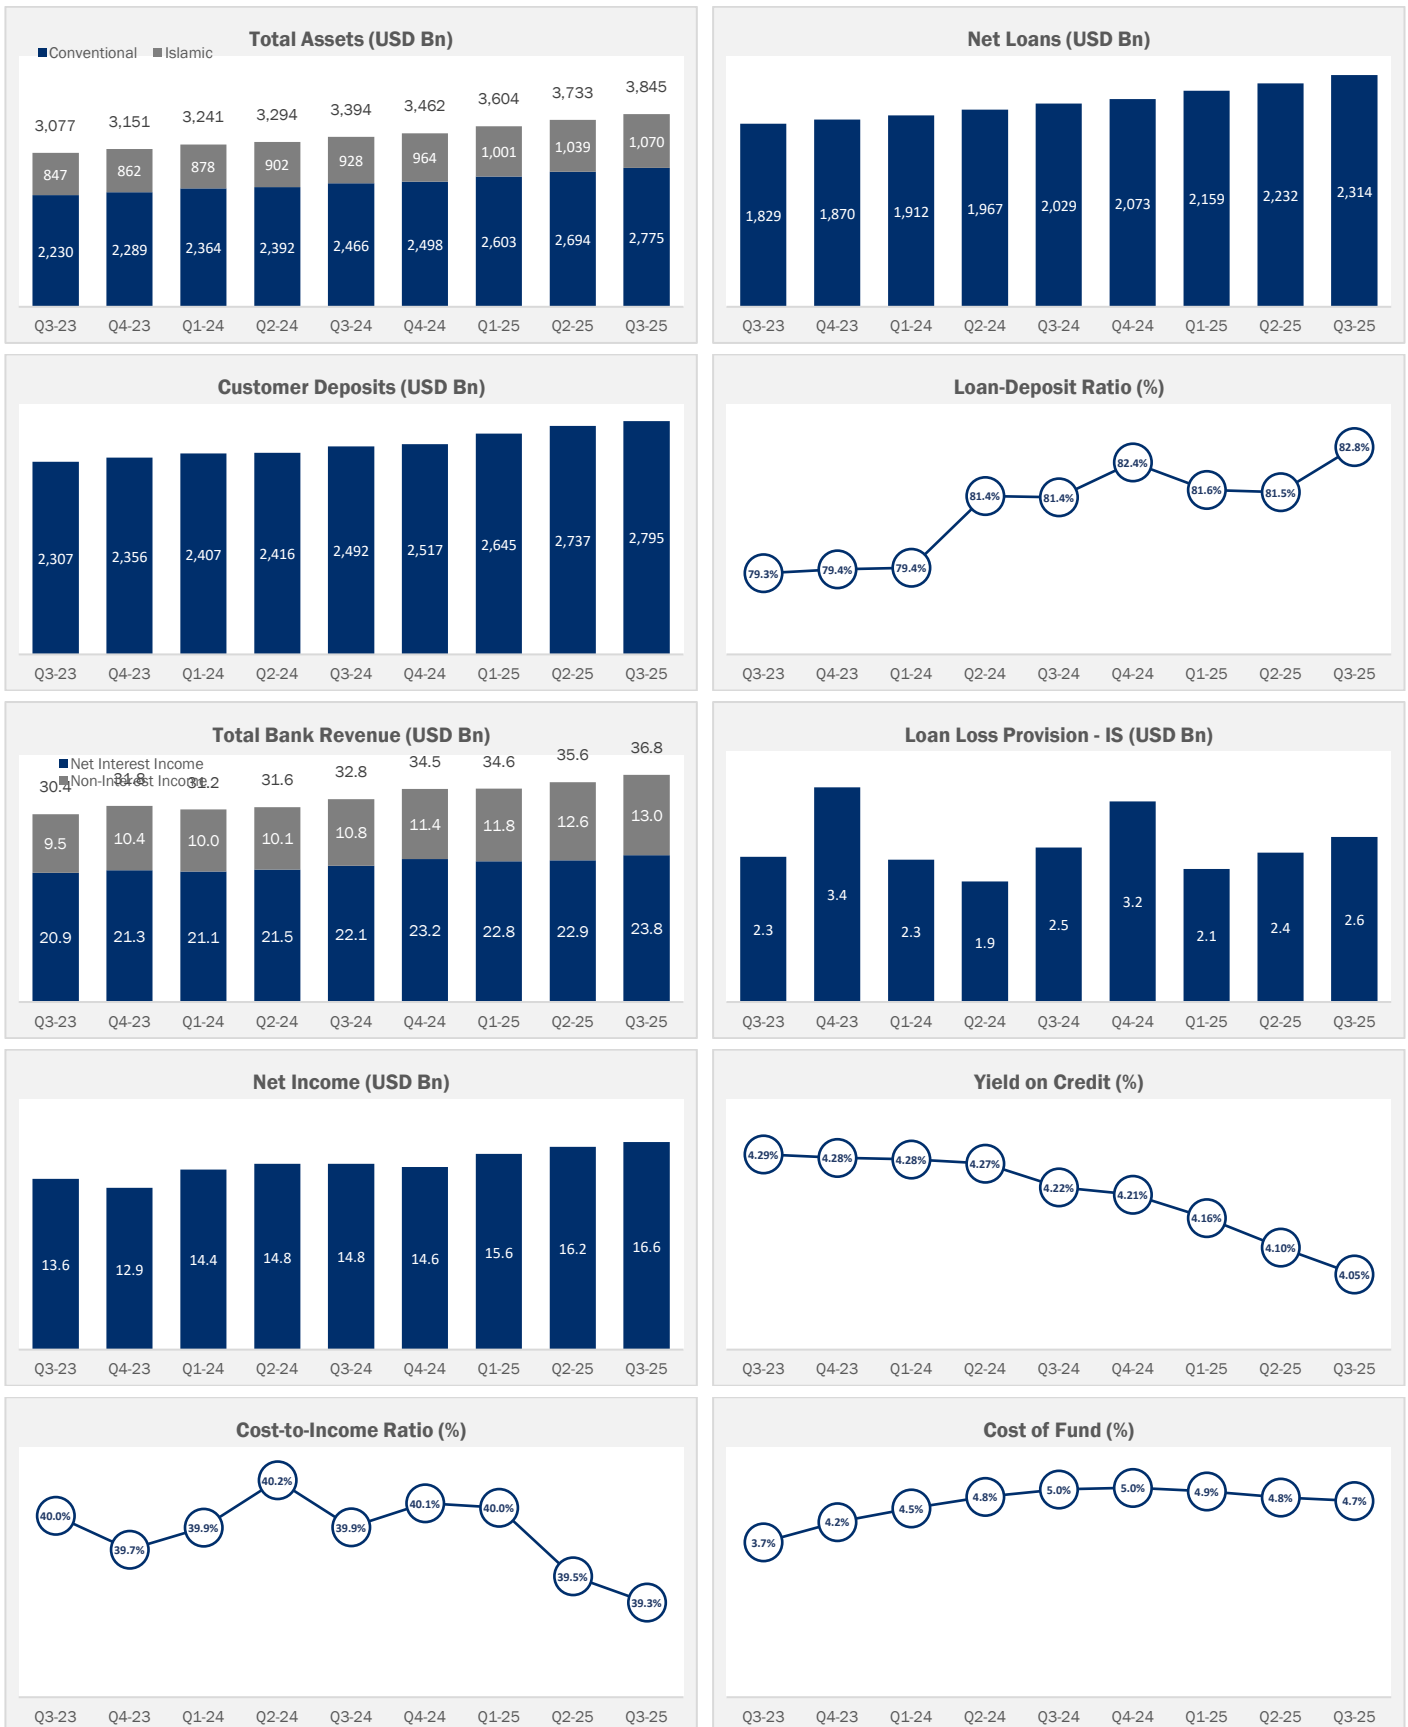 Total Assets (USD Bn)
Conventional Islamic
3,077 3,151 3,241 3,294 3,394 3,462 3,604 3,733 3,845
847 862 878 902 928 964 1,001 1,039 1,070
2,230 2,289 2,364 2,392 2,466 2,498 2,603 2,694 2,775
Q3-23 Q4-23 Q1-24 Q2-24 Q3-24 Q4-24 Q1-25 Q2-25 Q3-25
Net Loans (USD Bn)
1,829 1,870 1,912 1,967 2,029 2,073 2,159 2,232 2,314
Q3-23 Q4-23 Q1-24 Q2-24 Q3-24 Q4-24 Q1-25 Q2-25 Q3-25
Customer Deposits (USD Bn)
2,307 2,356 2,407 2,416 2,492 2,517 2,645 2,737 2,795
Q3-23 Q4-23 Q1-24 Q2-24 Q3-24 Q4-24 Q1-25 Q2-25 Q3-25
Loan-Deposit Ratio (%)
79.3% 79.4% 79.4% 81.4% 81.4% 82.4% 81.6% 81.5% 82.8%
Q3-23 Q4-23 Q1-24 Q2-24 Q3-24 Q4-24 Q1-25 Q2-25 Q3-25
Total Bank Revenue (USD Bn)
Net Interest Income
Non-Interest Income
30.4 31.8 31.2 31.6 32.8 34.5 34.6 35.6 36.8
9.5 10.4 10.0 10.1 10.8 11.4 11.8 12.6 13.0
20.9 21.3 21.1 21.5 22.1 23.2 22.8 22.9 23.8
Q3-23 Q4-23 Q1-24 Q2-24 Q3-24 Q4-24 Q1-25 Q2-25 Q3-25
Loan Loss Provision - IS (USD Bn)
2.3 3.4 2.3 1.9 2.5 3.2 2.1 2.4 2.6
Q3-23 Q4-23 Q1-24 Q2-24 Q3-24 Q4-24 Q1-25 Q2-25 Q3-25
Net Income (USD Bn)
13.6 12.9 14.4 14.8 14.8 14.6 15.6 16.2 16.6
Q3-23 Q4-23 Q1-24 Q2-24 Q3-24 Q4-24 Q1-25 Q2-25 Q3-25
Yield on Credit (%)
4.29% 4.28% 4.28% 4.27% 4.22% 4.21% 4.16% 4.10% 4.05%
Q3-23 Q4-23 Q1-24 Q2-24 Q3-24 Q4-24 Q1-25 Q2-25 Q3-25
Cost-to-Income Ratio (%)
40.0% 39.7% 39.9% 40.2% 39.9% 40.1% 40.0% 39.5% 39.3%
Q3-23 Q4-23 Q1-24 Q2-24 Q3-24 Q4-24 Q1-25 Q2-25 Q3-25
Cost of Fund (%)
3.7% 4.2% 4.5% 4.8% 5.0% 5.0% 4.9% 4.8% 4.7%
Q3-23 Q4-23 Q1-24 Q2-24 Q3-24 Q4-24 Q1-25 Q2-25 Q3-25